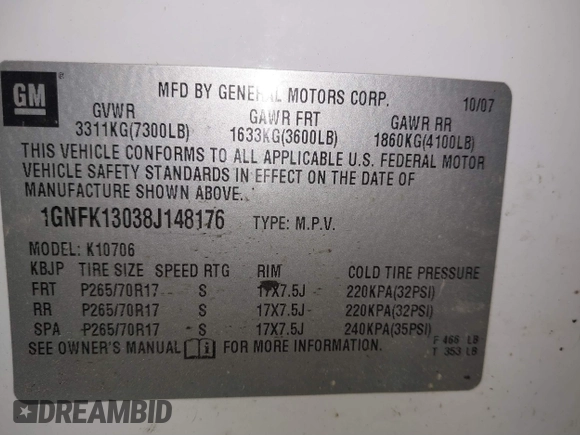 GM
®
MFD BY GENERAL MOTORS CORP.
10/07
GVWR
3311KG(7300LB)
GAWR FRT
1633KG(3600LB)
GAWR RR
1860KG(4100LB)
THIS VEHICLE CONFORMS TO ALL APPLICABLE U.S. FEDERAL MOTOR
VEHICLE SAFETY STANDARDS IN EFFECT ON THE DATE OF
MANUFACTURE SHOWN ABOVE.
1GNFK13038J148176 TYPE: M.P.V.
MODEL: K10706
KBJP TIRE SIZE SPEED RTG RIM COLD TIRE PRESSURE
FRT P265/70R17 S 17X7.5J 220KPA(32PSI)
RR P265/70R17 S 17X7.5J 220KPA(32PSI)
SPA P265/70R17 S 17X7.5J 240KPA(35PSI)
SEE OWNER'S MANUAL FOR MORE INFORMATION.
F 466 LB
T 353 LB
DREAMBID